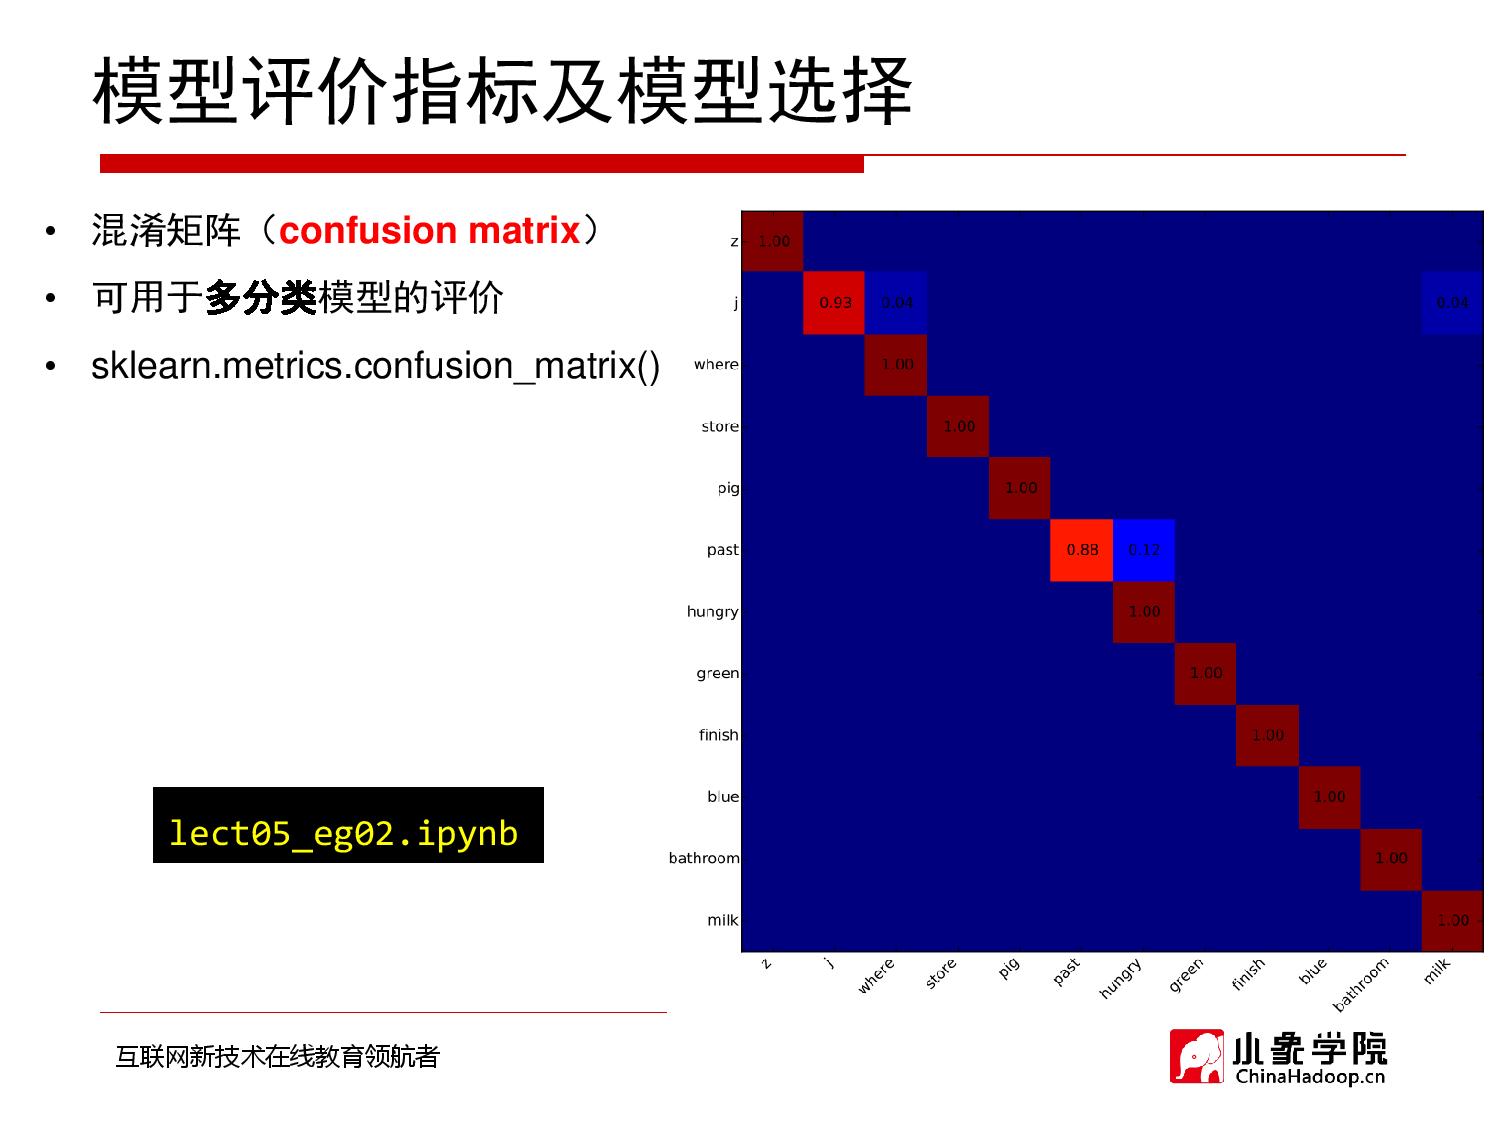 模型评价指标及模型选择
• 混淆矩阵（confusion matrix）
• 可用于多分类模型的评价
• sklearn.metrics.confusion_matrix()
z 1.00
j 0.93 0.04 0.04
where 1.00
store 1.00
pig 1.00
past 0.88 0.12
hungry 1.00
green 1.00
finish 1.00
blue 1.00
bathroom 1.00
milk 1.00
z j where store pig past hungry green finish blue bathroom milk
lect05_eg02.ipynb
互联网新技术在线教育领航者
小象学院
ChinaHadoop.cn